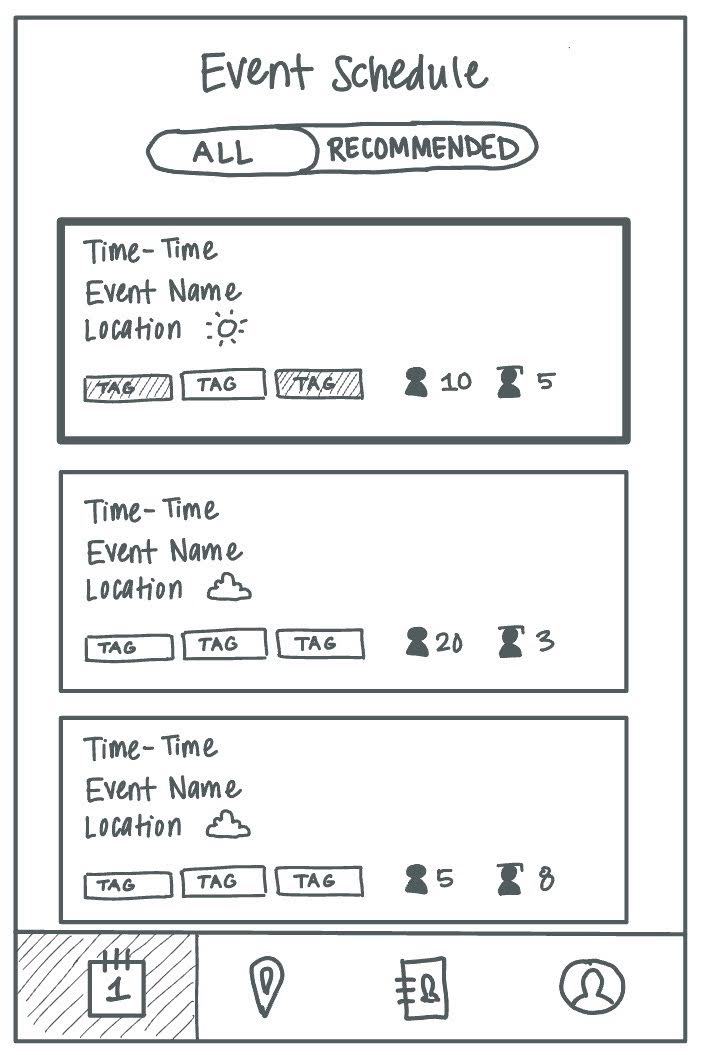 Event Schedule
ALL RECOMMENDED
Time-Time
Event Name
Location
TAG TAG TAG 10 5
Time-Time
Event Name
Location
TAG TAG TAG 20 3
Time-Time
Event Name
Location
TAG TAG TAG 5 8
1